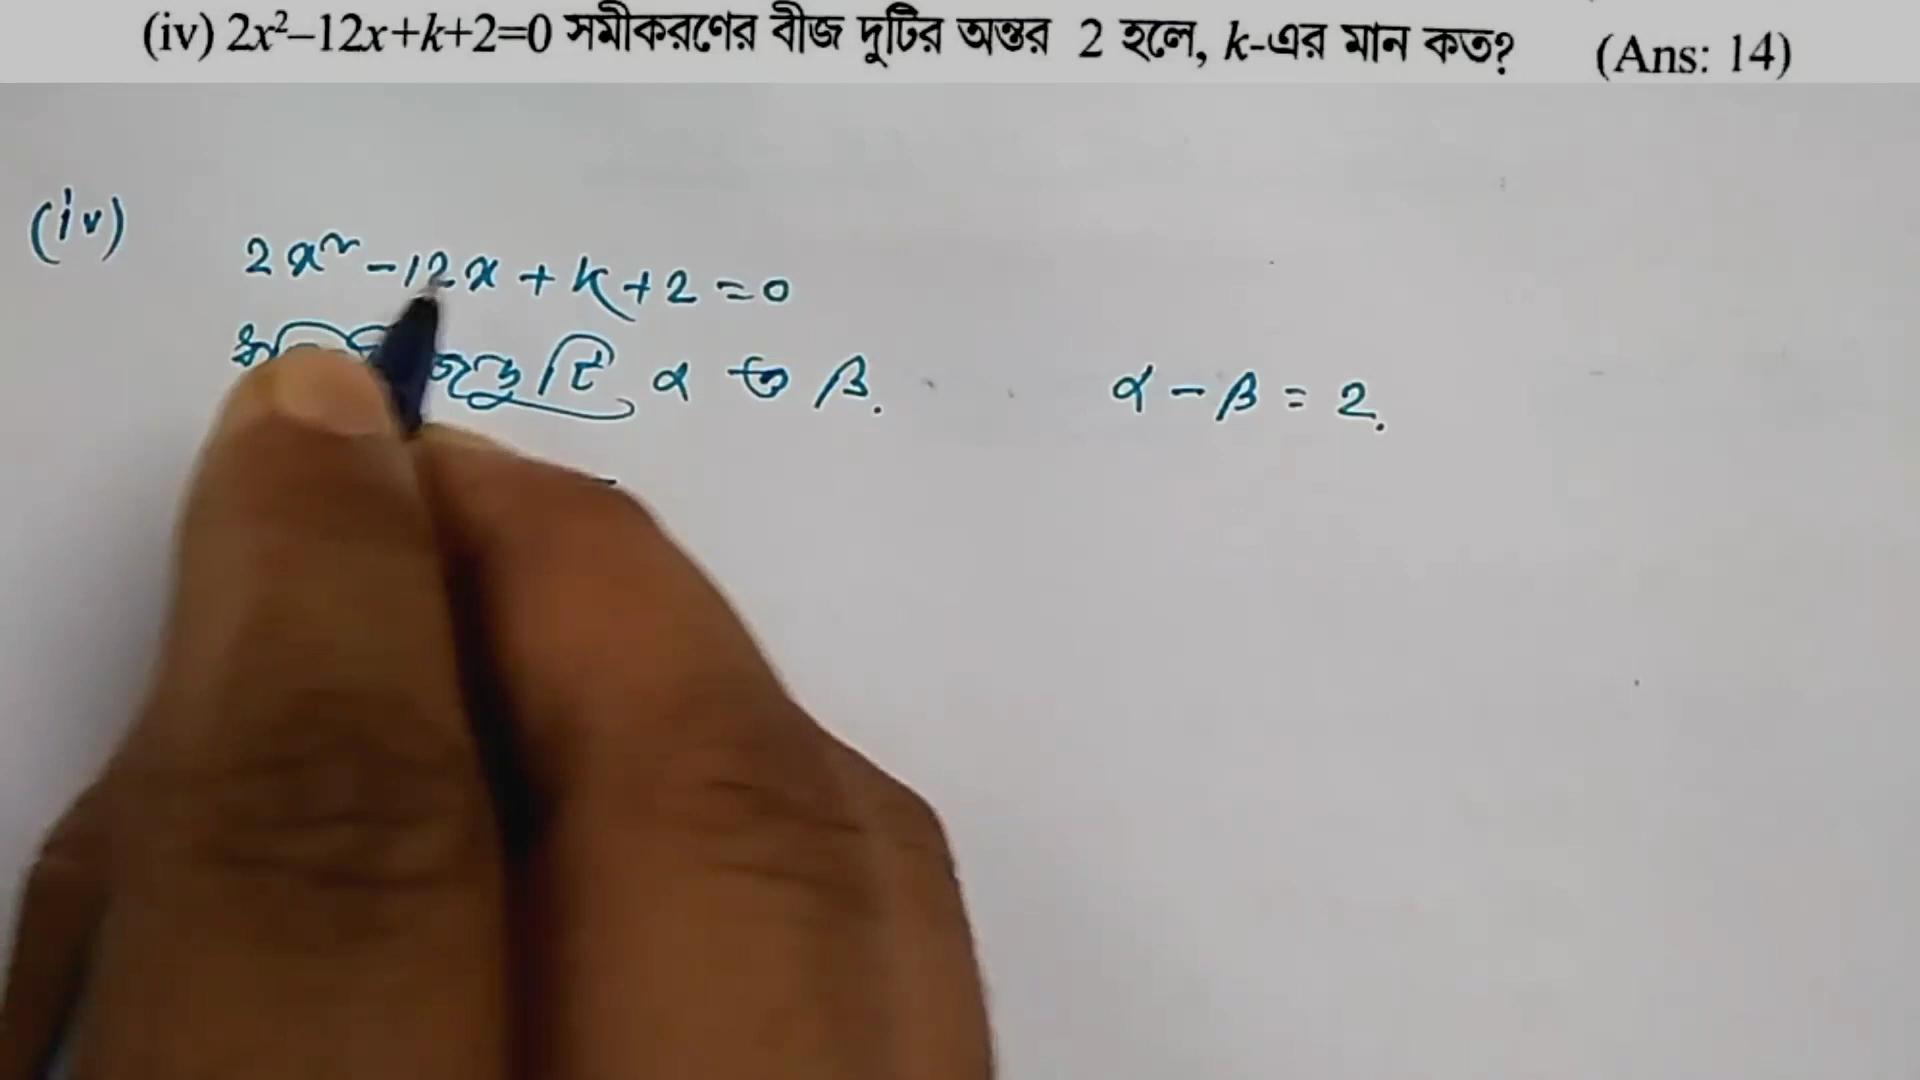 (iv) 2x²–12x+k+2=0 সমীকরণের বীজ দুটির অন্তর 2 হলে, k-এর মান কত? (Ans: 14)
(iv)
2x² - 12x + k + 2 = 0
α ও β. α - β = 2.